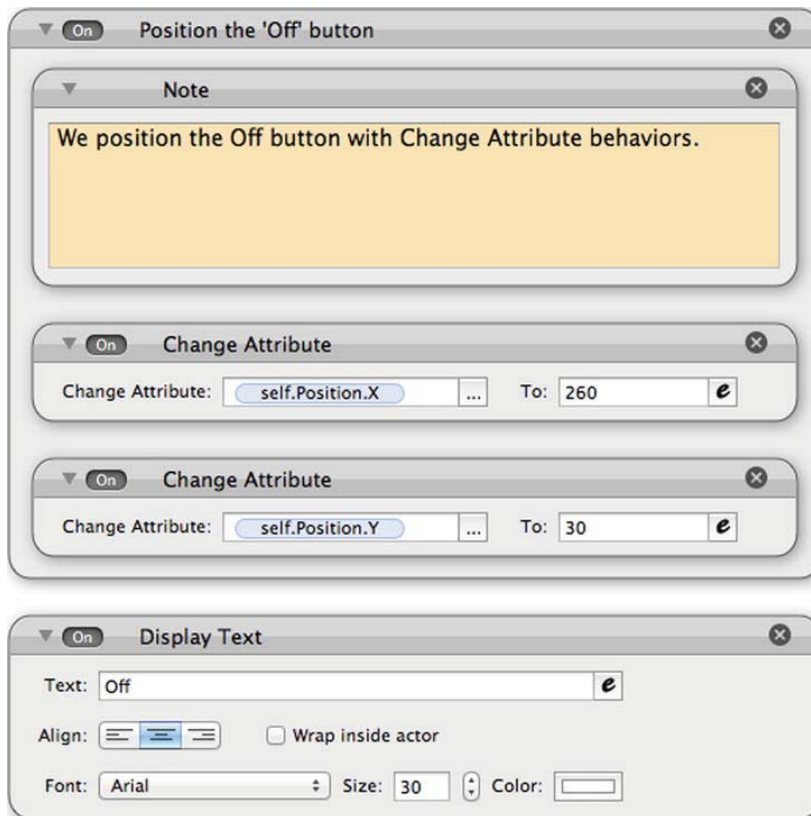 On Position the 'Off' button
Note
We position the Off button with Change Attribute behaviors.
On Change Attribute
Change Attribute: self.Position.X ... To: 260 e
On Change Attribute
Change Attribute: self.Position.Y ... To: 30 e
On Display Text
Text: Off e
Align: Wrap inside actor
Font: Arial Size: 30 Color: